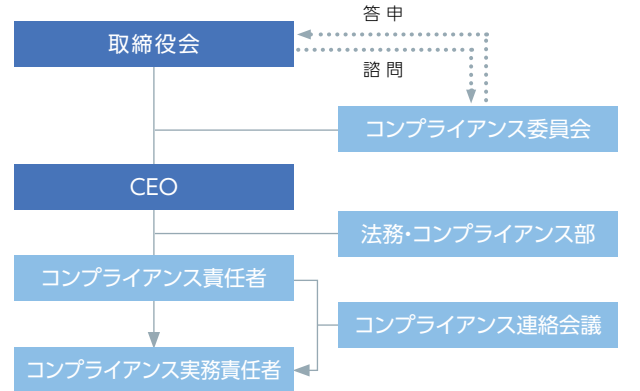 答申
取締役会
諮問
コンプライアンス委員会
CEO
法務・コンプライアンス部
コンプライアンス責任者
コンプライアンス連絡会議
コンプライアンス実務責任者